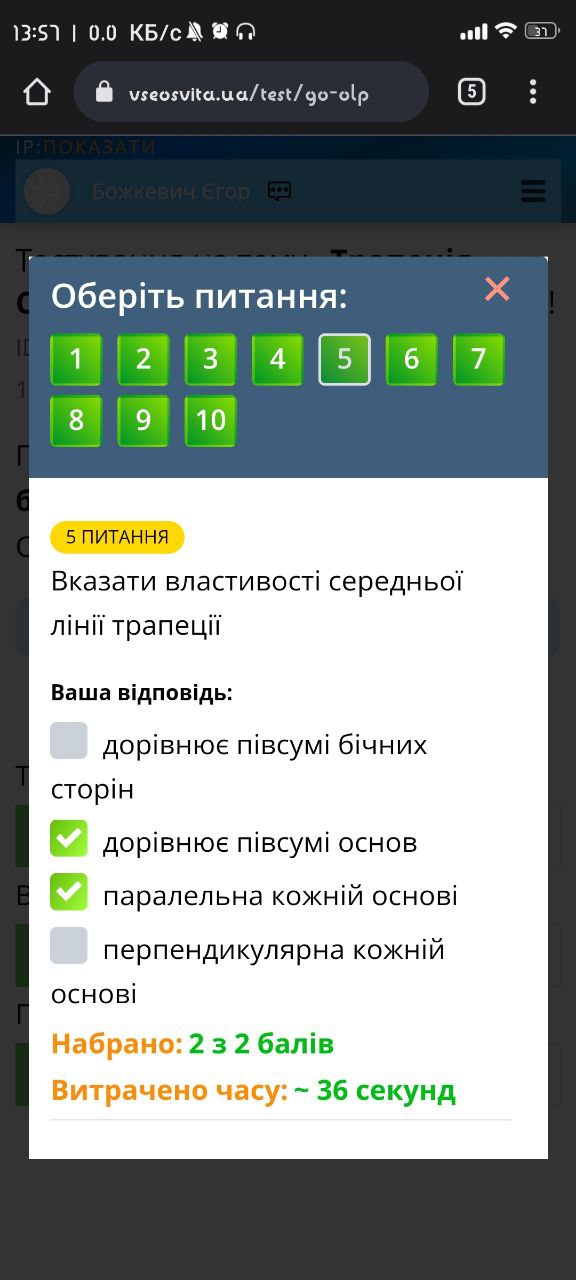 13:57 | 0.0 КБ/с
37
vseosvita.ua/test/go-olp
5
IP:ПОКАЗАТИ
Божкевич Єгор
Оберіть питання:
1 2 3 4 5 6 7
8 9 10
5 ПИТАННЯ
Вказати властивості середньої
лінії трапеції
Ваша відповідь:
дорівнює півсумі бічних
сторін
дорівнює півсумі основ
паралельна кожній основі
перпендикулярна кожній
основі
Набрано: 2 з 2 балів
Витрачено часу: ~ 36 секунд